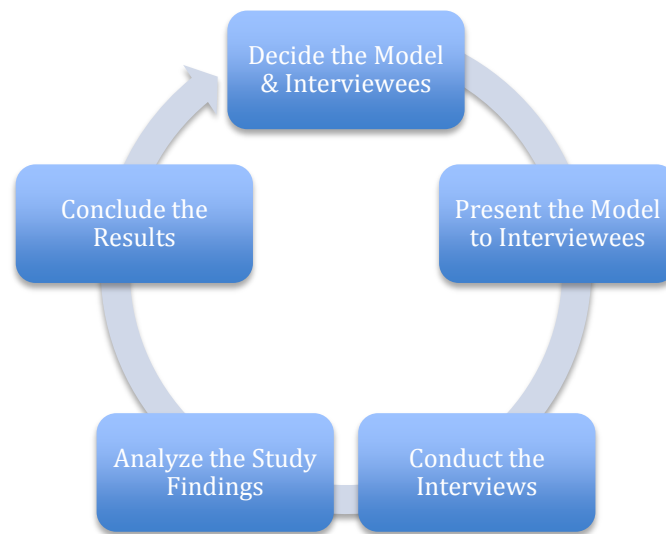 Decide the Model
& Interviewees
Present the Model
to Interviewees
Conduct the
Interviews
Analyze the Study
Findings
Conclude the
Results